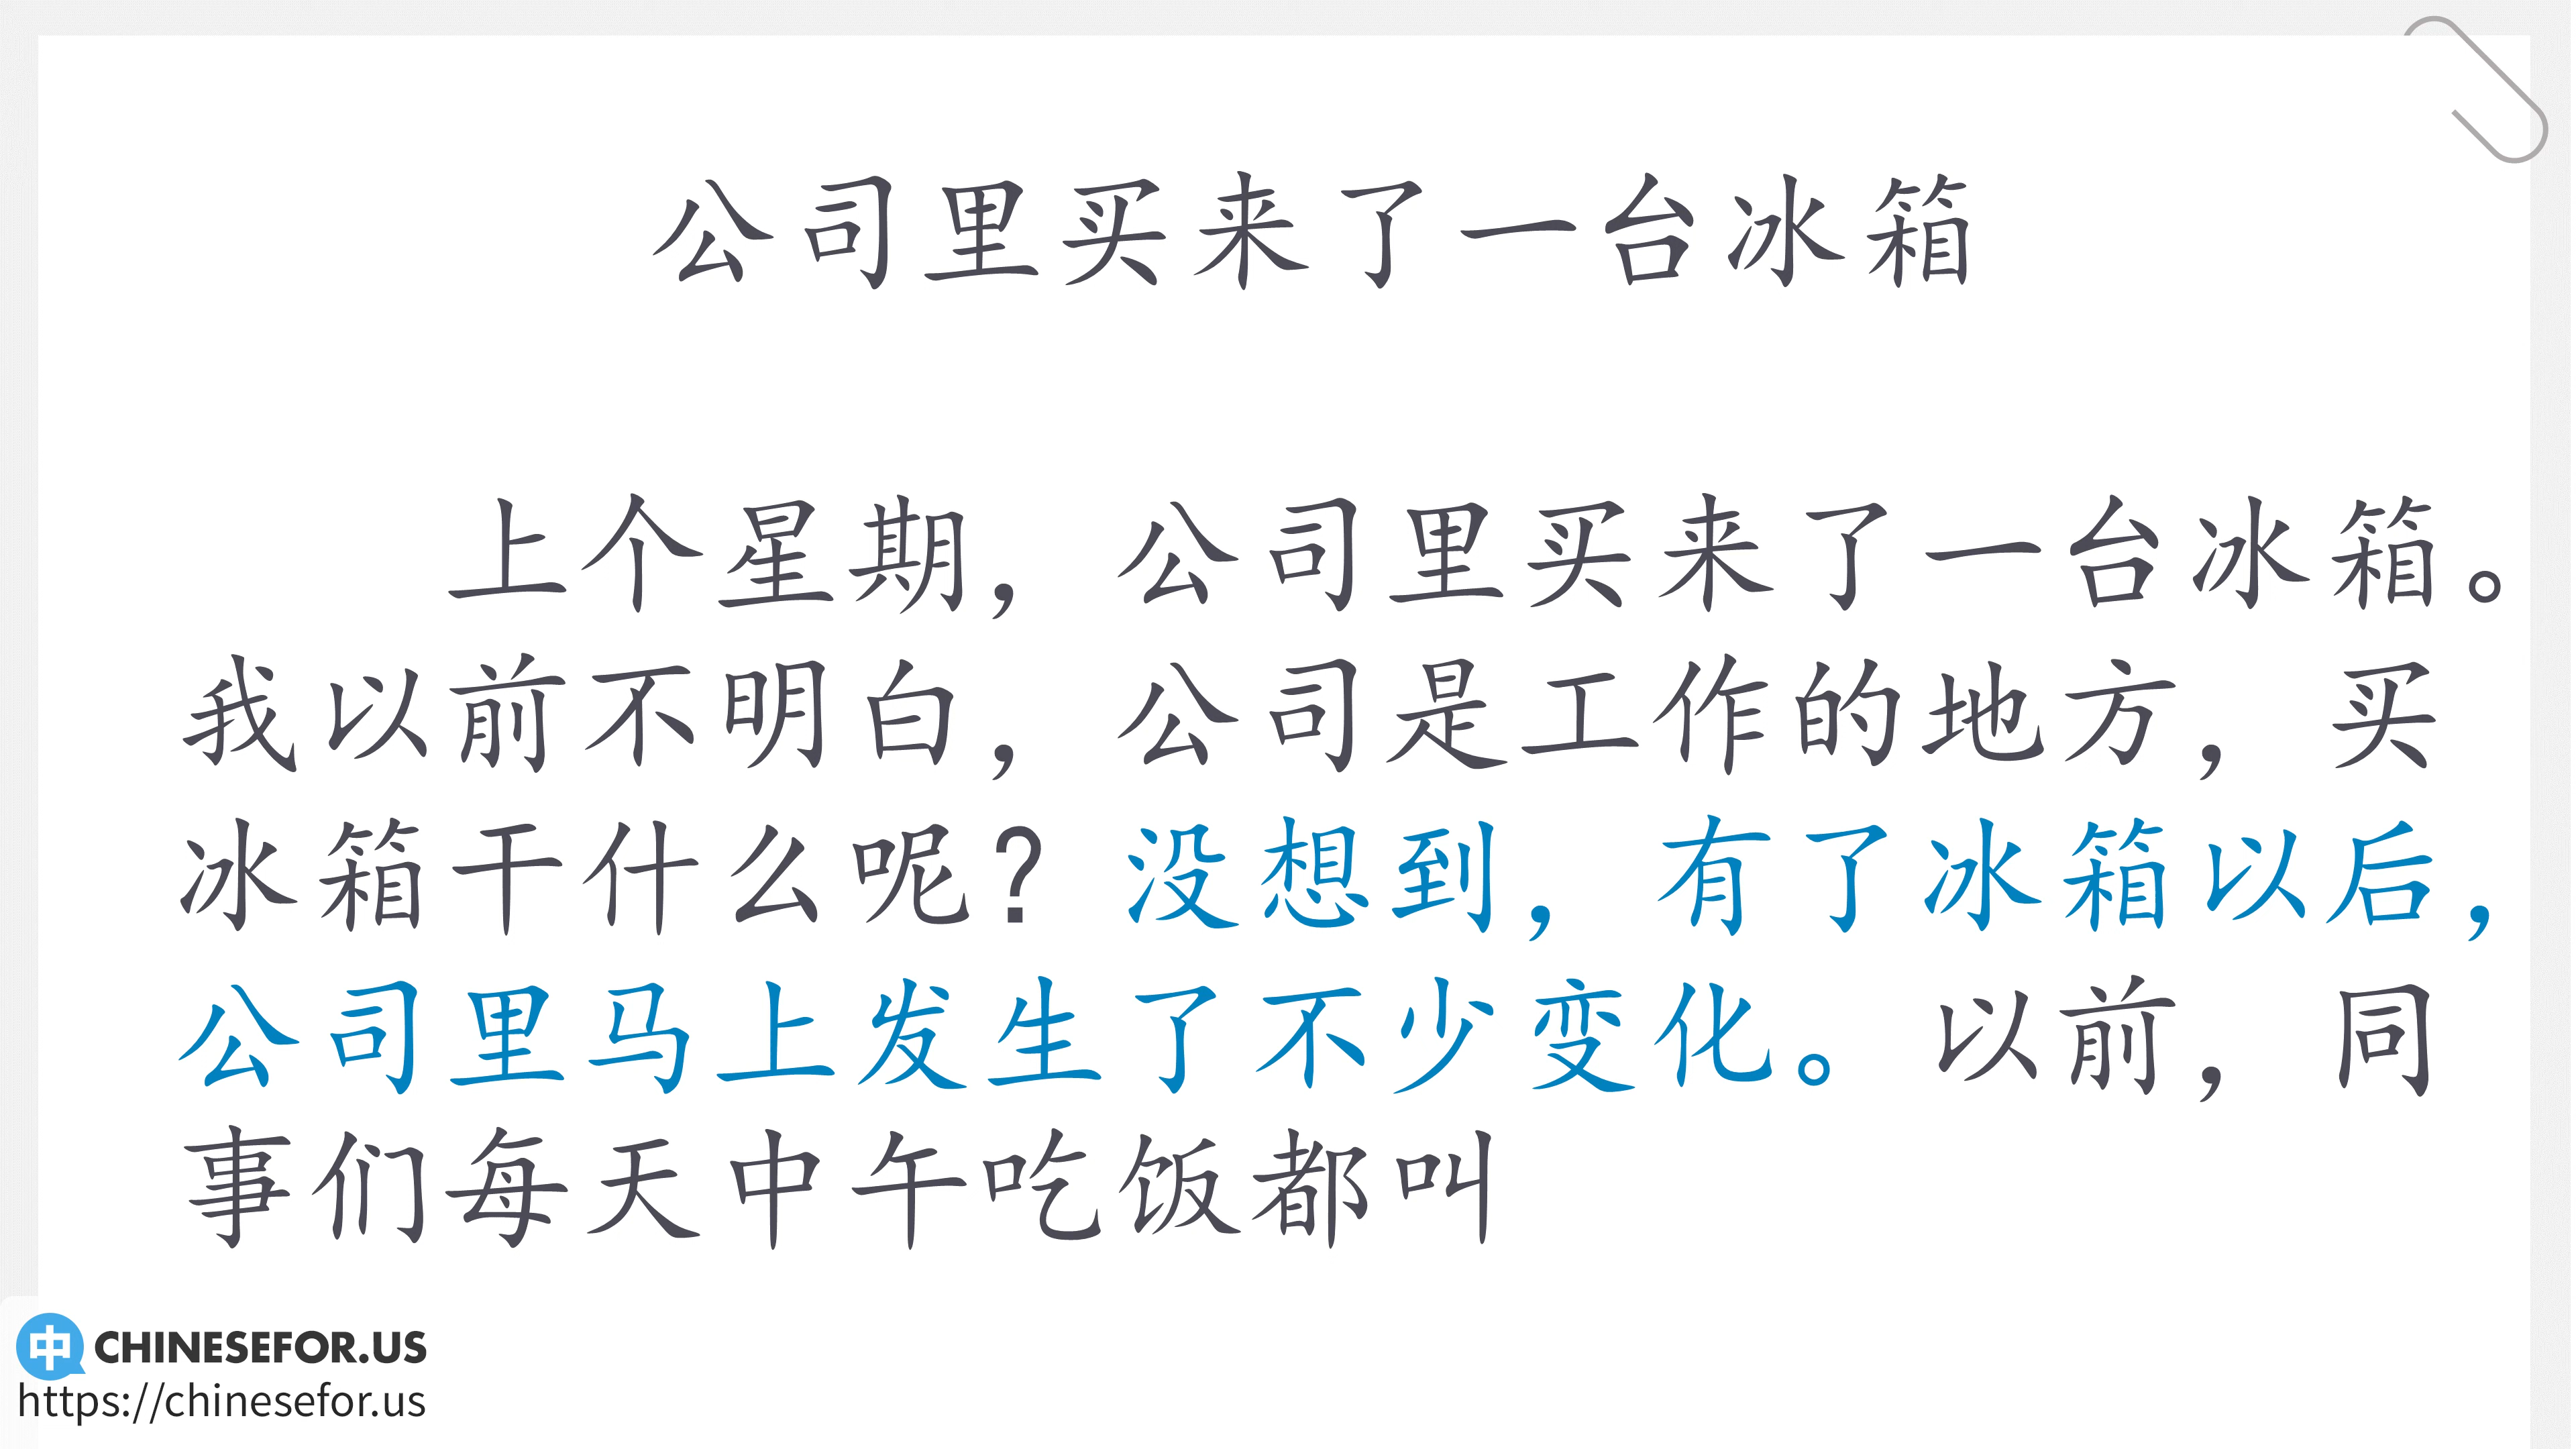 公司里买来了一台冰箱
上个星期，公司里买来了一台冰箱。
我以前不明白，公司是工作的地方，买
冰箱干什么呢？没想到，有了冰箱以后，
公司里马上发生了不少变化。以前，同
事们每天中午吃饭都叫
中 CHINESEFOR.US
https://chinesefor.us